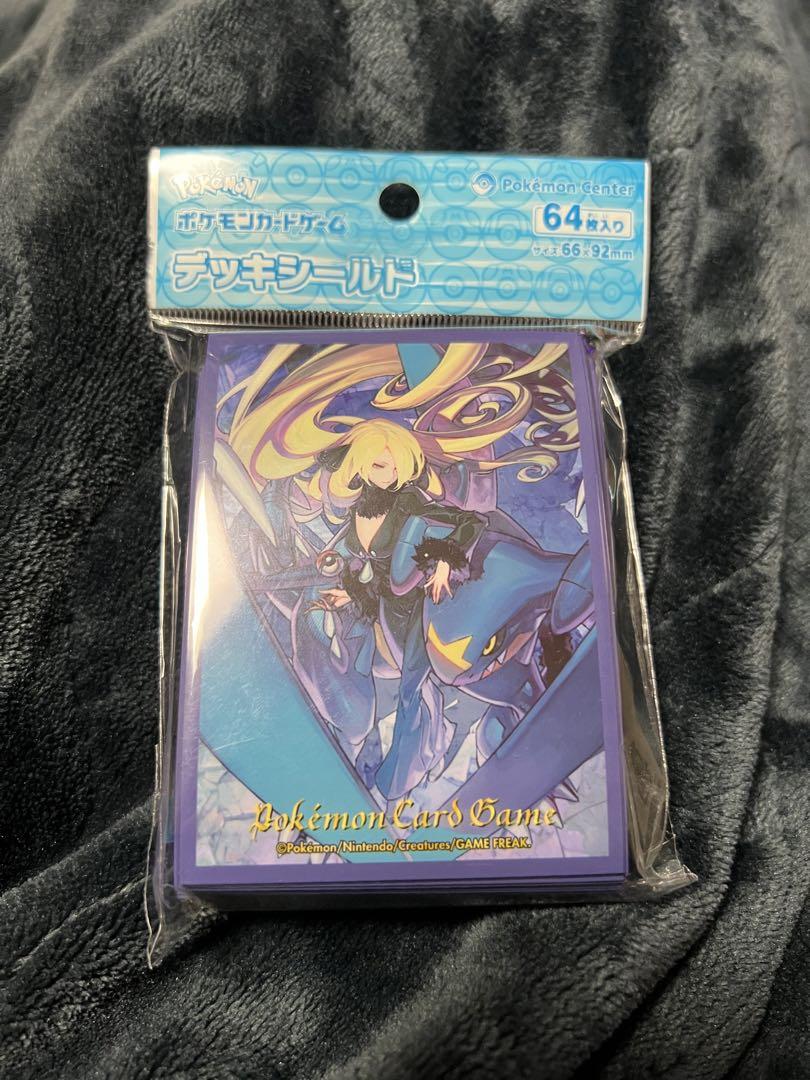 POKÉMON
Pokémon Center
ポケモンカードゲーム
64枚入り
デッキシールド
サイズ 66×92mm
Pokémon Card Game
©Pokémon/Nintendo/Creatures/GAME FREAK.